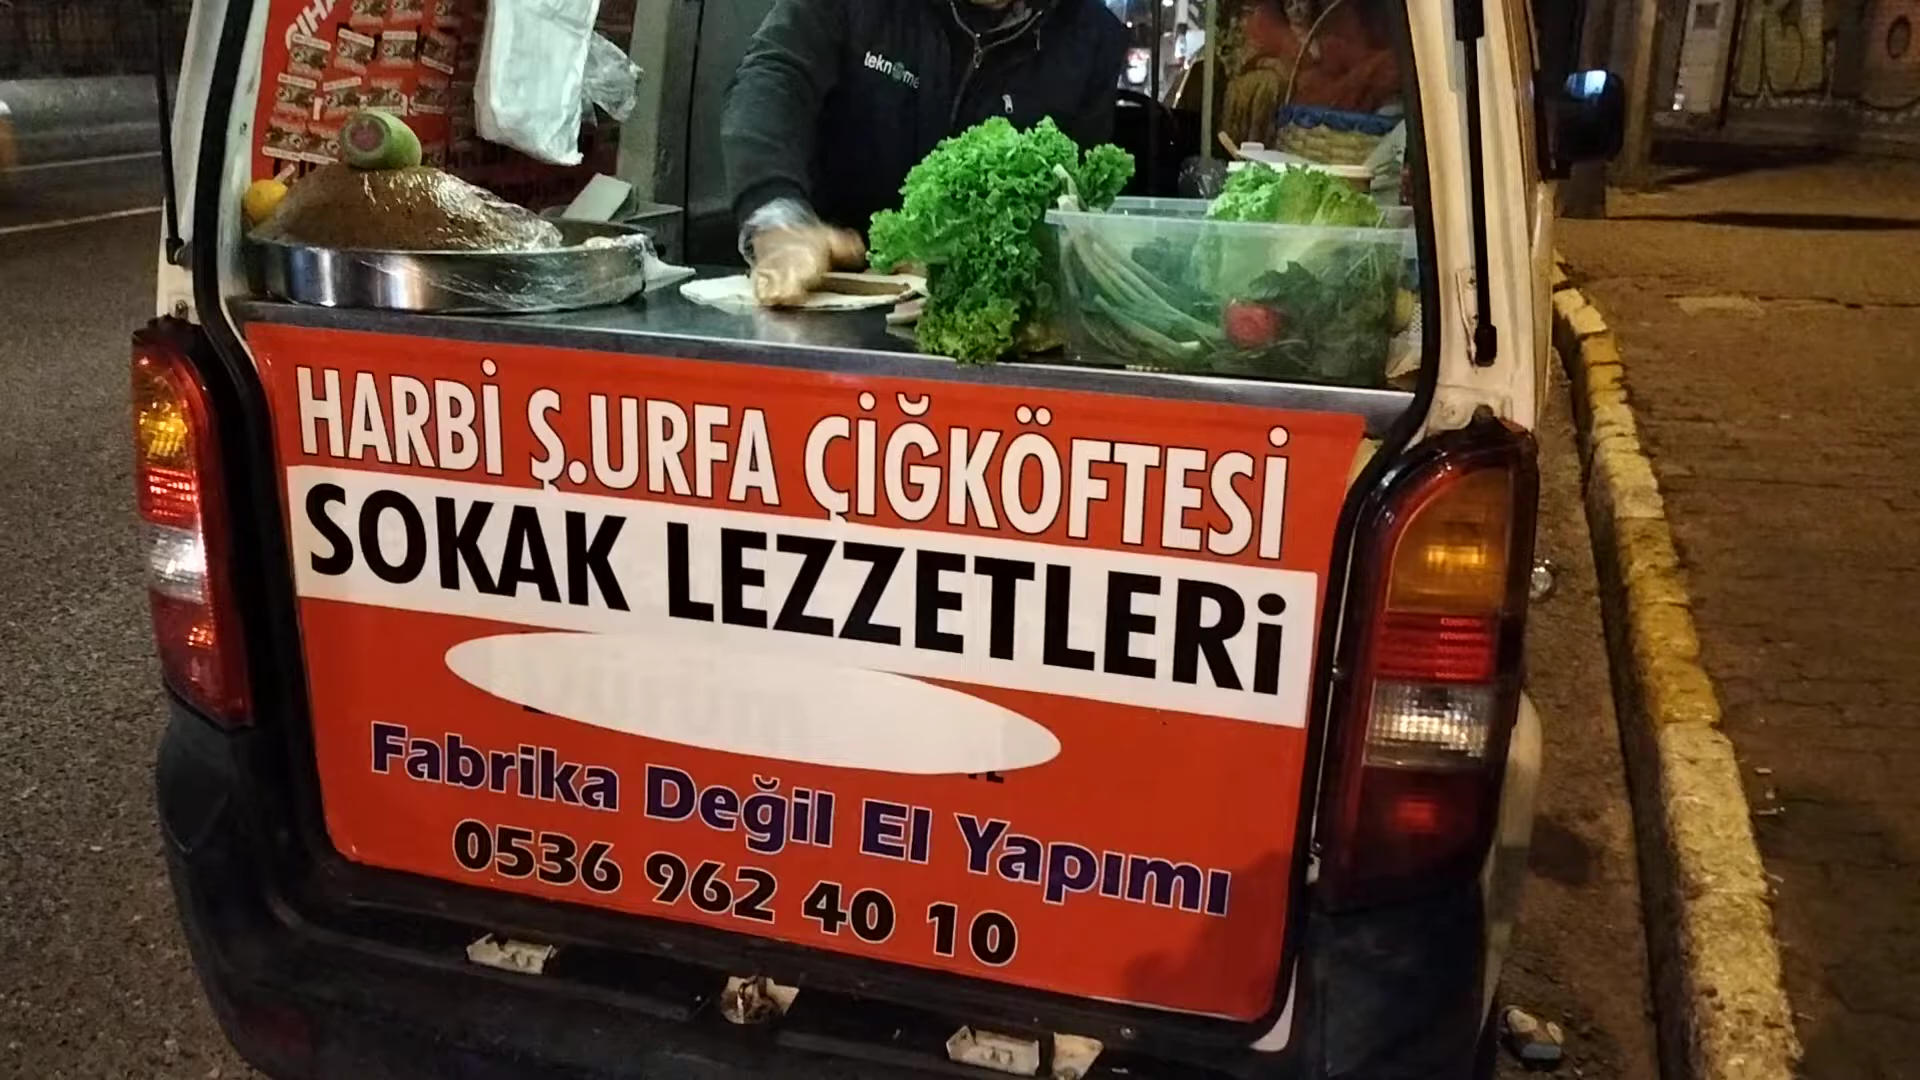 HARBİ Ş.URFA ÇİĞKÖFTESİ
SOKAK LEZZETLERİ
Fabrika Değil El Yapımı
0536 962 40 10